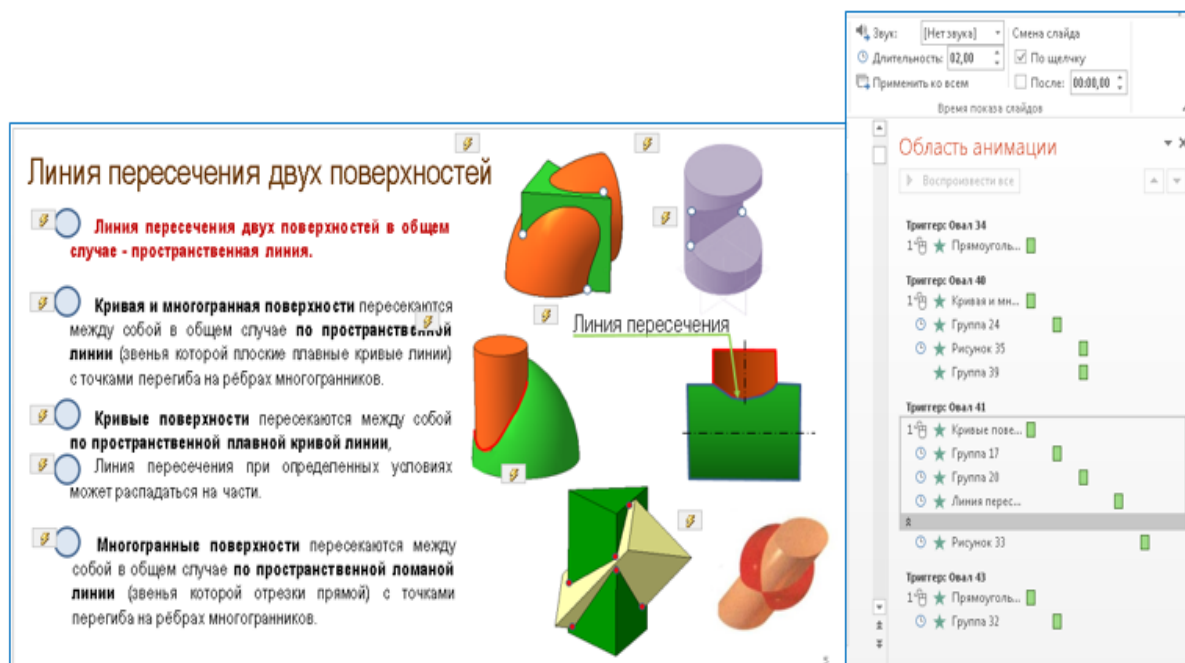 Звук: [Нет звука] Смена слайда
Длительность: 02,00 По щелчку
Применить ко всем После: 00:00,00
Время показа слайдов
Линия пересечения двух поверхностей
Линия пересечения двух поверхностей в общем
случае - пространственная линия.
Кривая и многогранная поверхности пересекаются
между собой в общем случае по пространственной
линии (звенья которой плоские плавные кривые линии)
с точками перегиба на рёбрах многогранников.
Кривые поверхности пересекаются между собой
по пространственной плавной кривой линии,
Линия пересечения при определенных условиях
может распадаться на части.
Многогранные поверхности пересекаются между
собой в общем случае по пространственной ломаной
линии (звенья которой отрезки прямой) с точками
перегиба на рёбрах многогранников.
Линия пересечения
5
Область анимации
Воспроизвести все
Триггер: Овал 34
1 Прямоуголь...
Триггер: Овал 40
1 Кривая и мн...
Группа 24
Рисунок 35
Группа 39
Триггер: Овал 41
1 Кривые пове...
Группа 17
Группа 20
Линия перес...
Рисунок 33
Триггер: Овал 43
1 Прямоуголь...
Группа 32